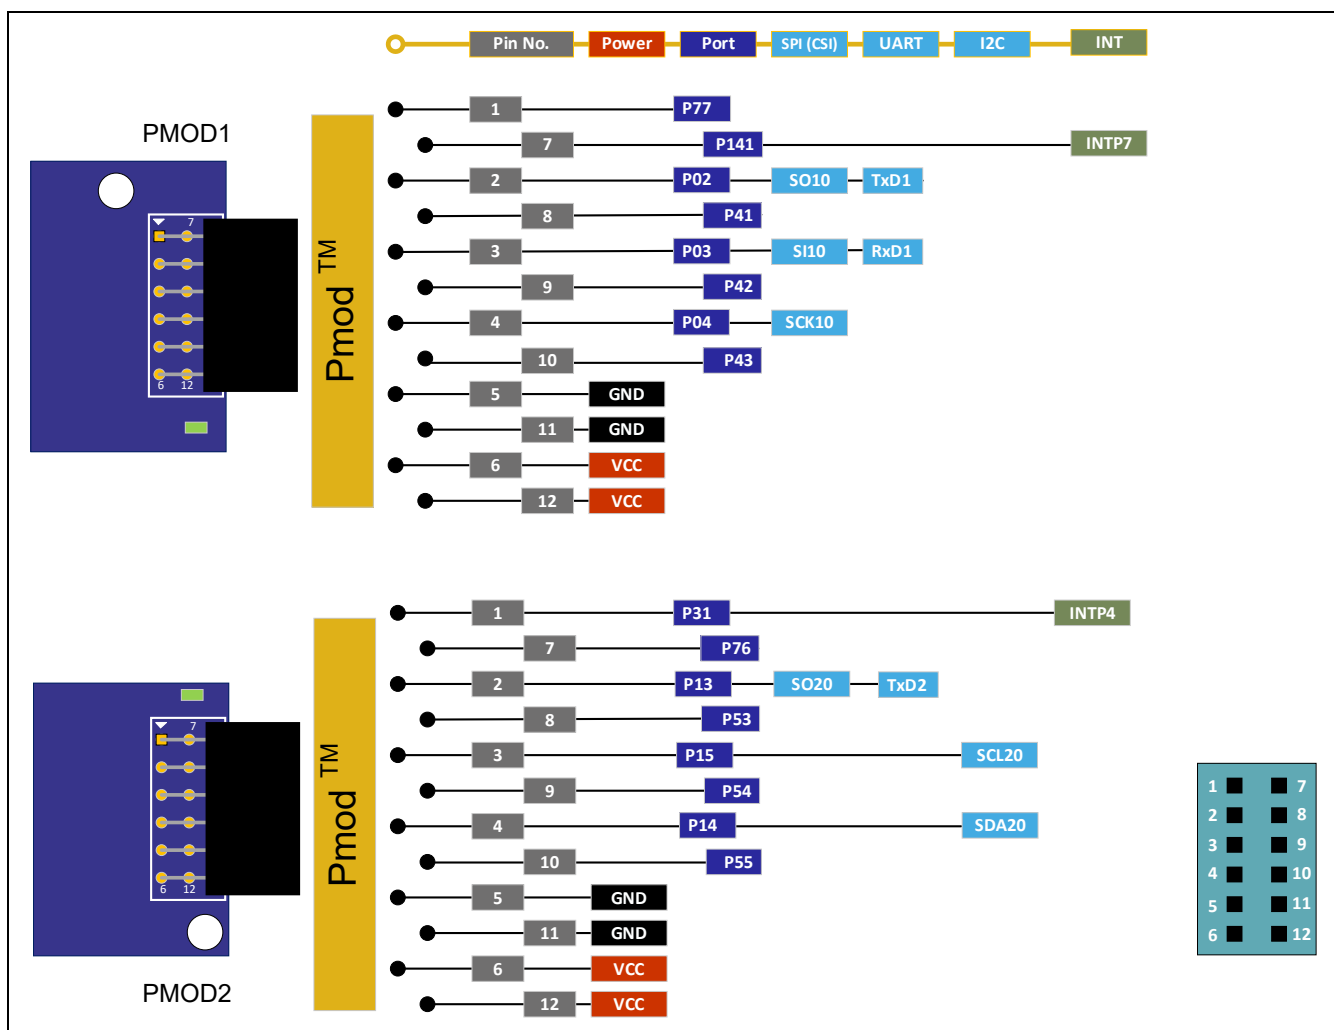 Pin No. Power Port SPI (CSI) UART I2C INT
PMOD1
7
6 12
Pmod ™
1 P77
7 P141 INTP7
2 P02 SO10 TxD1
8 P41
3 P03 SI10 RxD1
9 P42
4 P04 SCK10
10 P43
5 GND
11 GND
6 VCC
12 VCC
7
6 12
PMOD2
Pmod ™
1 P31 INTP4
7 P76
2 P13 SO20 TxD2
8 P53
3 P15 SCL20
9 P54
4 P14 SDA20
10 P55
5 GND
11 GND
6 VCC
12 VCC
1 7
2 8
3 9
4 10
5 11
6 12